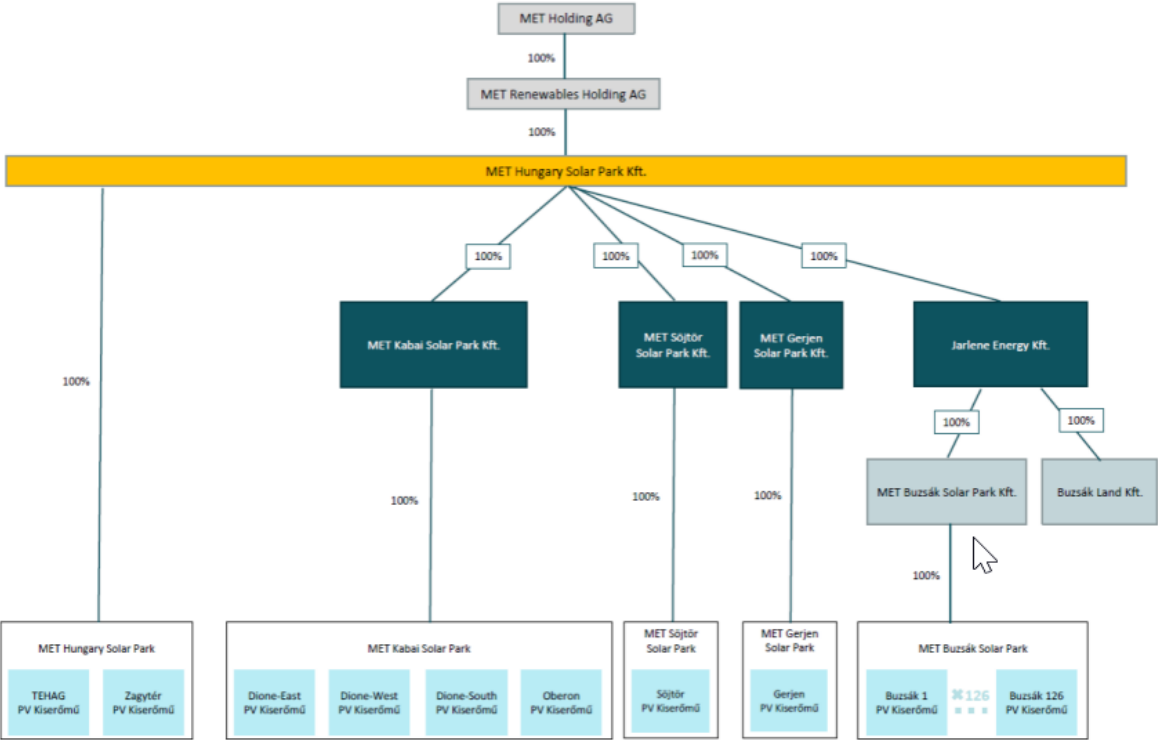 MET Holding AG
100%
MET Renewables Holding AG
100%
MET Hungary Solar Park Kft.
100%
100%
100%
100%
MET Kabai Solar Park Kft.
MET Söjtör
Solar Park Kft.
MET Gerjen
Solar Park Kft.
Jarlene Energy Kft.
100%
100%
100%
MET Buzsák Solar Park Kft.
Buzsák Land Kft.
100%
100%
100%
100%
MET Hungary Solar Park
TEHAG
PV Kiserőmű
Zagytér
PV Kiserőmű
MET Kabai Solar Park
Dione-East
PV Kiserőmű
Dione-West
PV Kiserőmű
Dione-South
PV Kiserőmű
Oberon
PV Kiserőmű
MET Söjtör
Solar Park
Söjtör
PV Kiserőmű
MET Gerjen
Solar Park
Gerjen
PV Kiserőmű
MET Buzsák Solar Park
Buzsák 1
PV Kiserőmű
⌘126
Buzsák 126
PV Kiserőmű